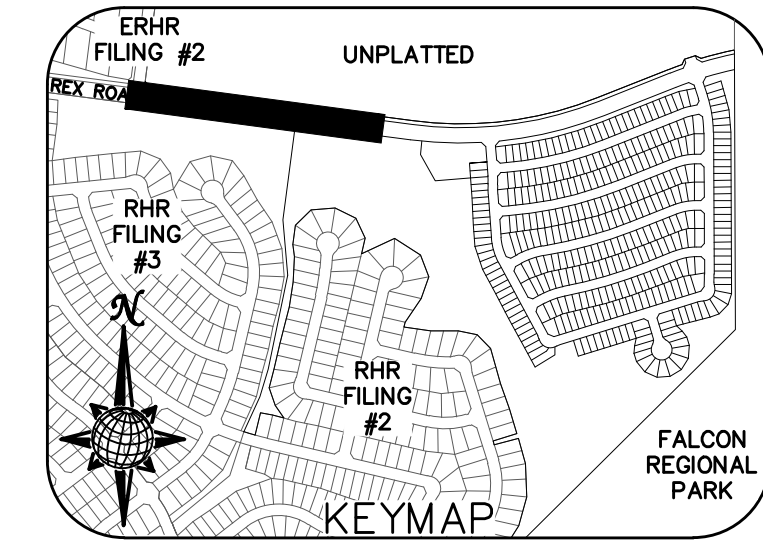 ERHR
FILING #2
UNPLATTED
REX ROA
RHR
FILING
#3
N
RHR
FILING
#2
FALCON
REGIONAL
PARK
KEYMAP